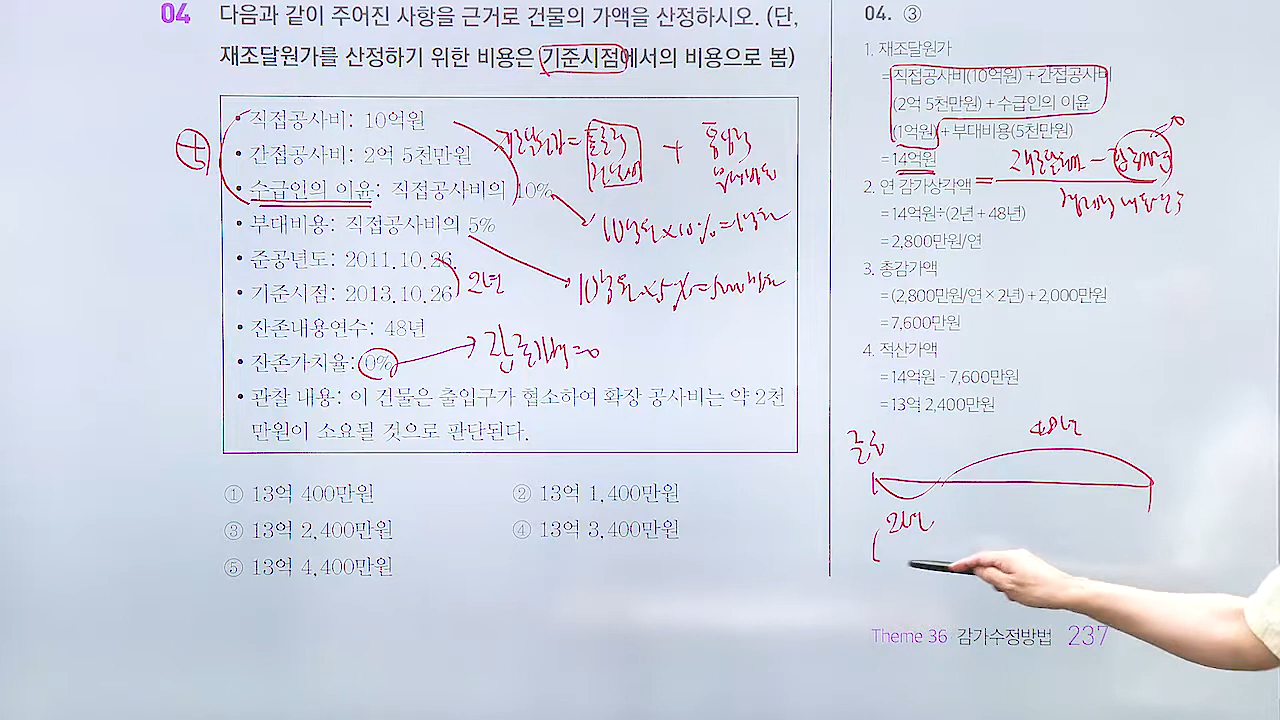 04 다음과 같이 주어진 사항을 근거로 건물의 가액을 산정하시오. (단,
재조달원가를 산정하기 위한 비용은 기준시점에서의 비용으로 봄)
• 직접공사비: 10억원
• 간접공사비: 2억 5천만원
• 수급인의 이윤: 직접공사비의 10%
• 부대비용: 직접공사비의 5%
• 준공년도: 2011.10.26
• 기준시점: 2013.10.26
• 잔존내용연수: 48년
• 잔존가치율: 0%
• 관찰 내용: 이 건물은 출입구가 협소하여 확장 공사비는 약 2천
만원이 소요될 것으로 판단된다.
+
10억원×10%=1억원
10억원×5%=5000만원
2년
=0
① 13억 400만원
② 13억 1,400만원
③ 13억 2,400만원
④ 13억 3,400만원
⑤ 13억 4,400만원
04. ③
1. 재조달원가
=직접공사비(10억원)+간접공사비
(2억 5천만원)+수급인의 이윤
(1억원)+부대비용(5천만원)
=14억원
2. 연 감가상각액
=14억원÷(2년+48년)
=2,800만원/연
3. 총감가액
=(2,800만원/연×2년)+2,000만원
=7,600만원
4. 적산가액
=14억원-7,600만원
=13억 2,400만원
48년
2년
Theme 36 감가수정방법 237